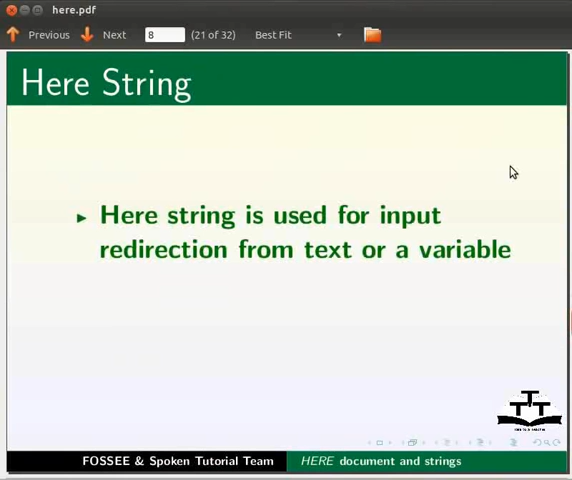 here.pdf
Previous Next 8 (21 of 32) Best Fit
Here String
Here string is used for input
redirection from text or a variable
FOSSEE & Spoken Tutorial Team HERE document and strings